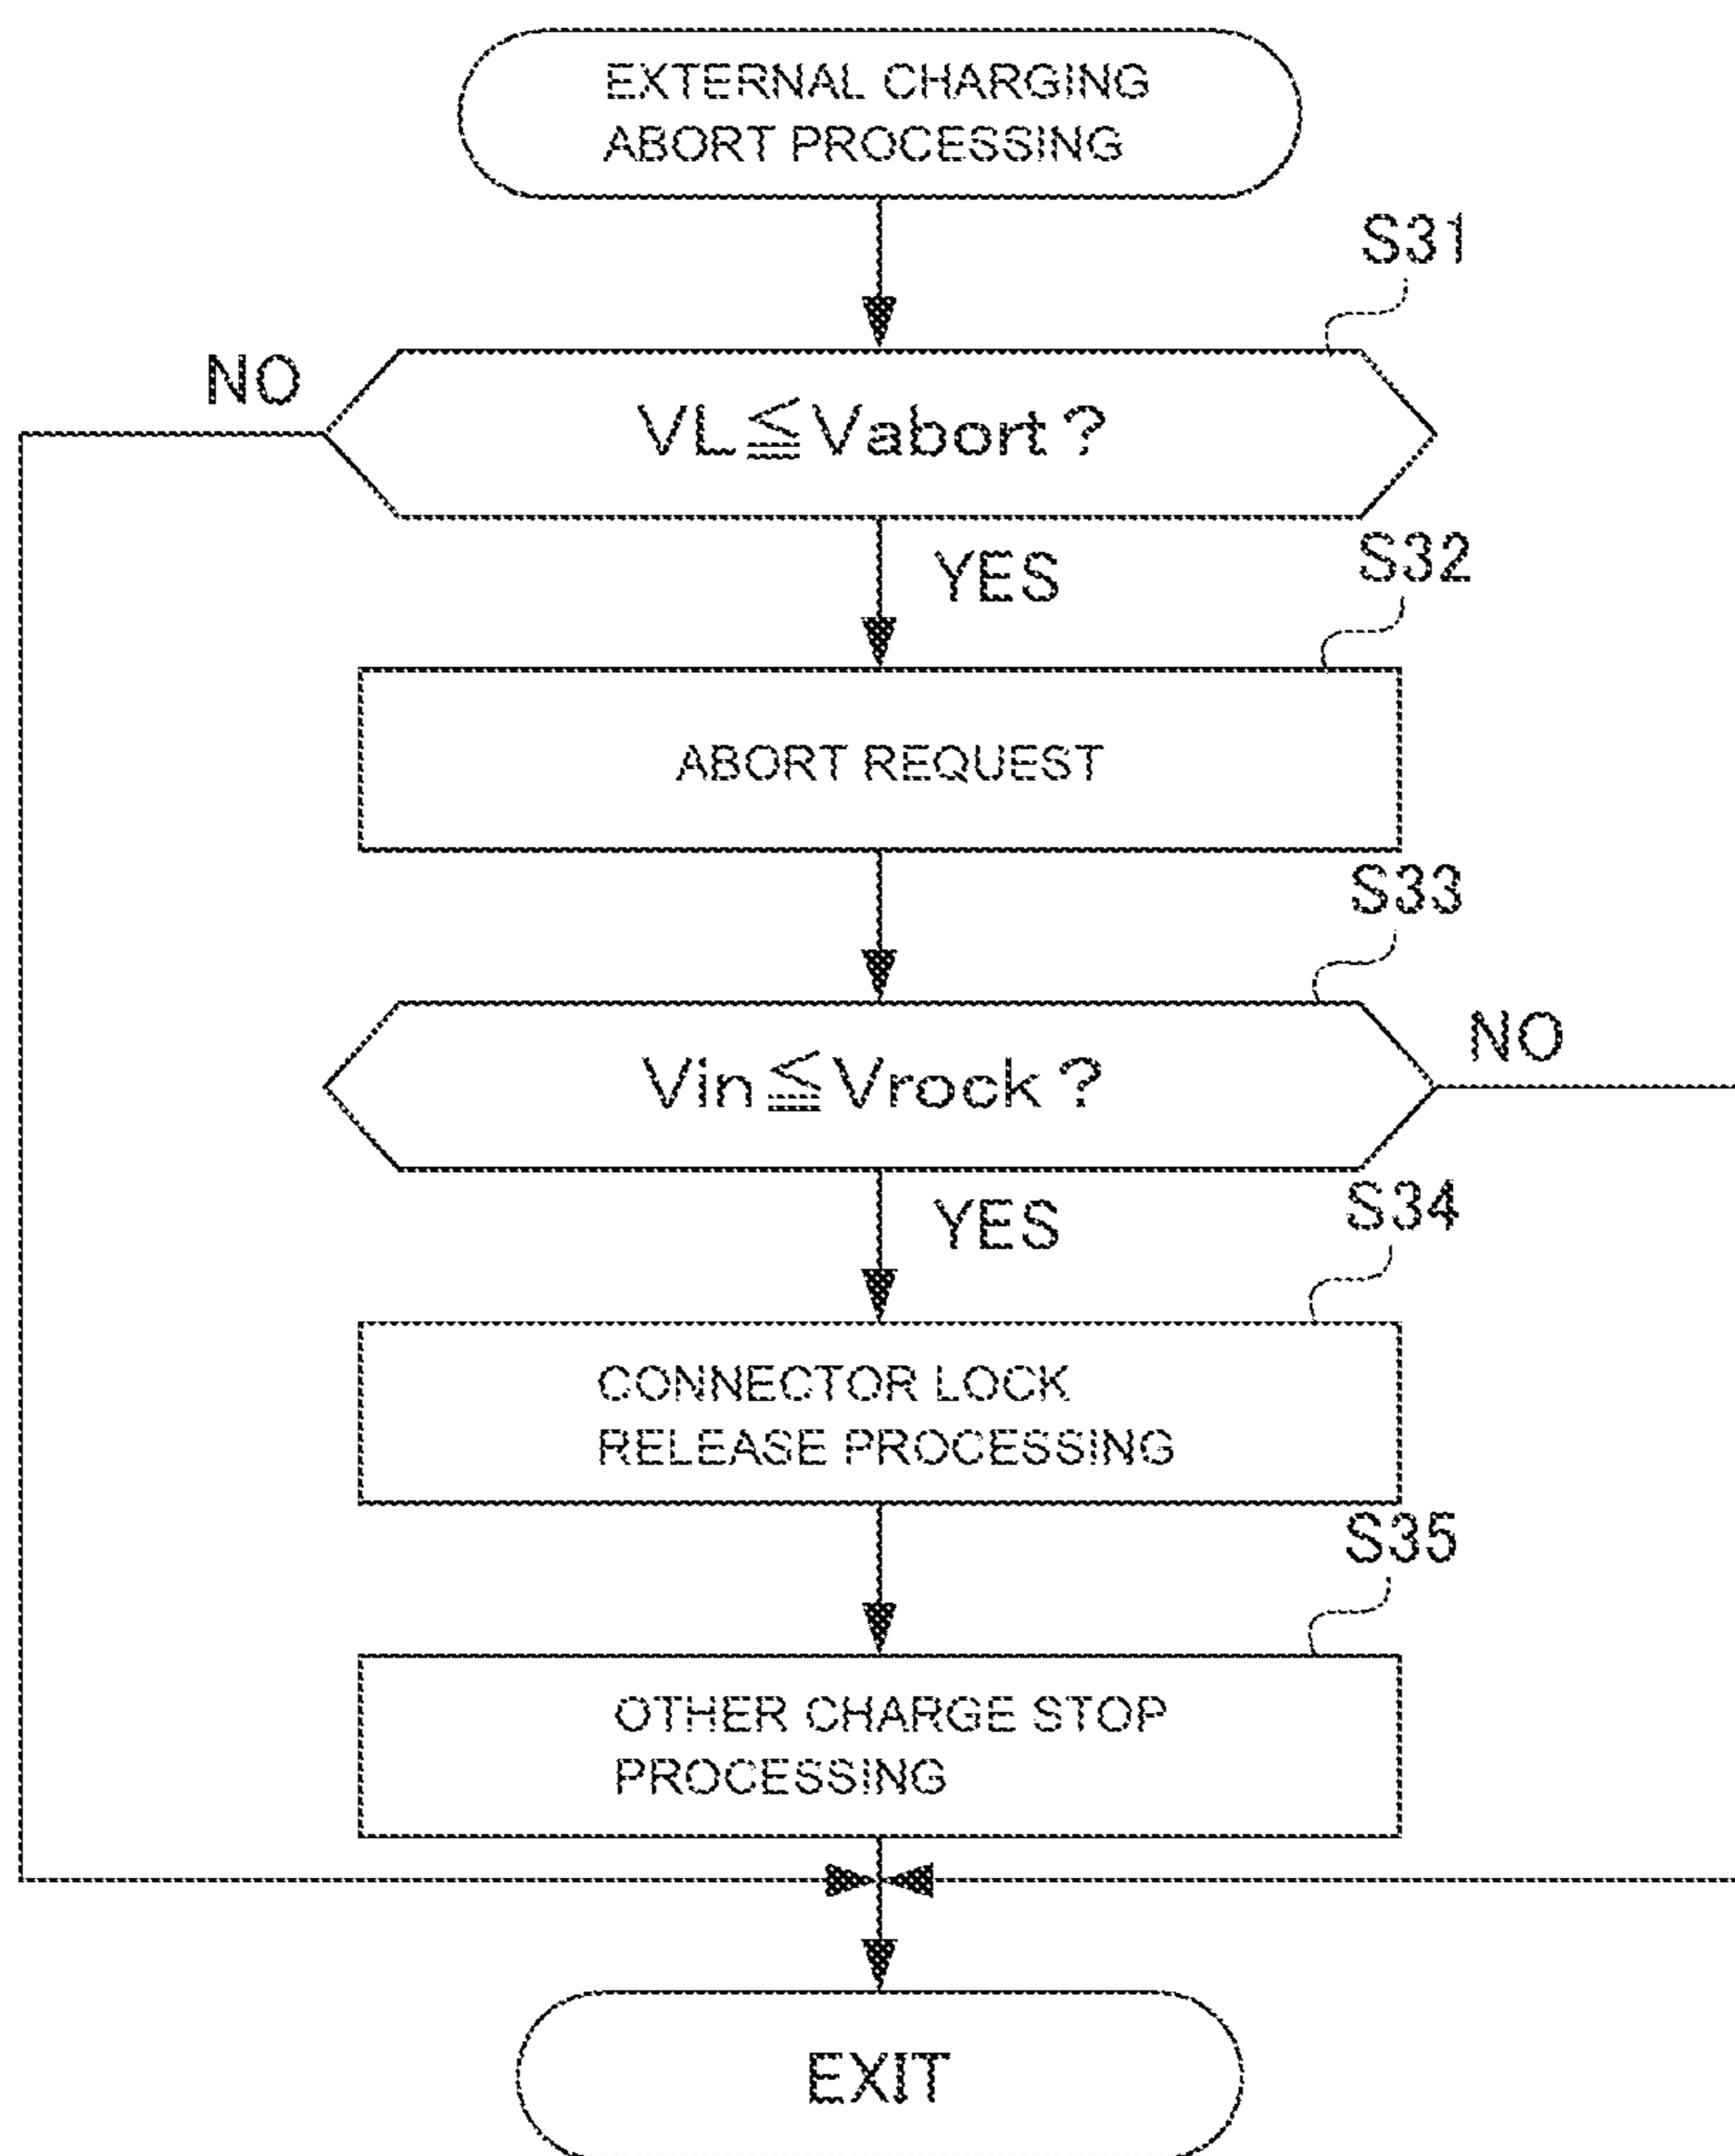 EXTERNAL CHARGING
ABORT PROCESSING
S31
NO
VL≦Vabort?
YES
S32
ABORT REQUEST
S33
Vin≦Vrock?
NO
YES
S34
CONNECTOR LOCK
RELEASE PROCESSING
S35
OTHER CHARGE STOP
PROCESSING
EXIT